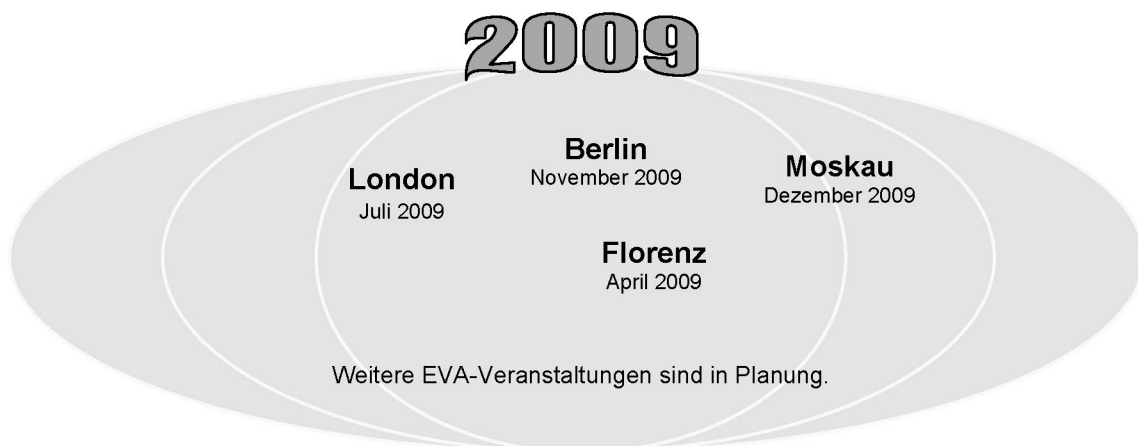 2009
Berlin
November 2009
Moskau
Dezember 2009
London
Juli 2009
Florenz
April 2009
Weitere EVA-Veranstaltungen sind in Planung.